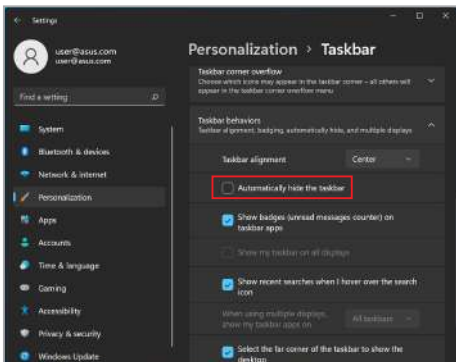 Settings
user@asus.com
user@asus.com
Find a setting
System
Bluetooth & devices
Network & internet
Personalization
Apps
Accounts
Time & language
Gaming
Accessibility
Privacy & security
Windows Update
Personalization > Taskbar
Taskbar corner overflow
Choose which icons may appear in the taskbar corner – all others will
appear in the taskbar corner overflow menu
Taskbar behaviors
Taskbar alignment, badging, automatically hide, and multiple displays
Taskbar alignment
Center
Automatically hide the taskbar
Show badges (unread messages counter) on
taskbar apps
Show my taskbar on all displays
Show recent searches when I hover over the search
icon
When using multiple displays,
show my taskbar apps on
All taskbars
Select the far corner of the taskbar to show the
desktop